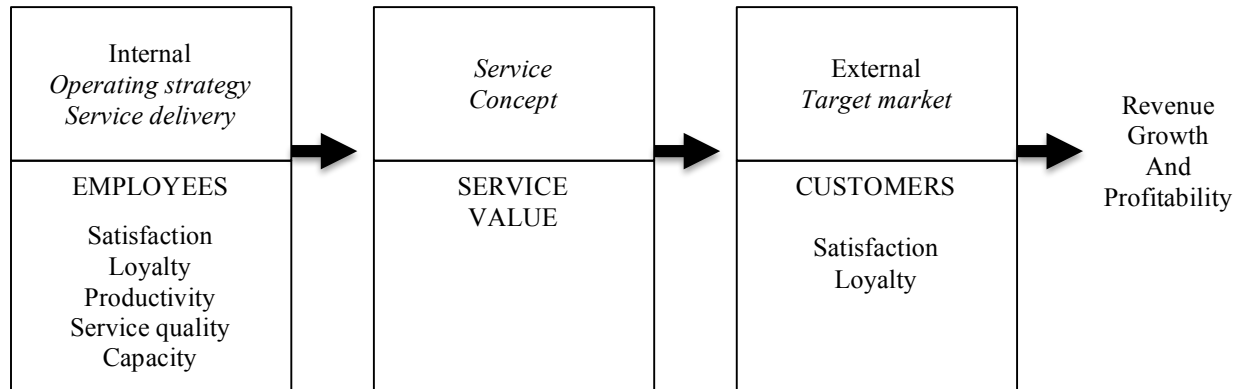 Internal
Operating strategy
Service delivery
EMPLOYEES
Satisfaction
Loyalty
Productivity
Service quality
Capacity
Service
Concept
SERVICE
VALUE
External
Target market
CUSTOMERS
Satisfaction
Loyalty
Revenue
Growth
And
Profitability